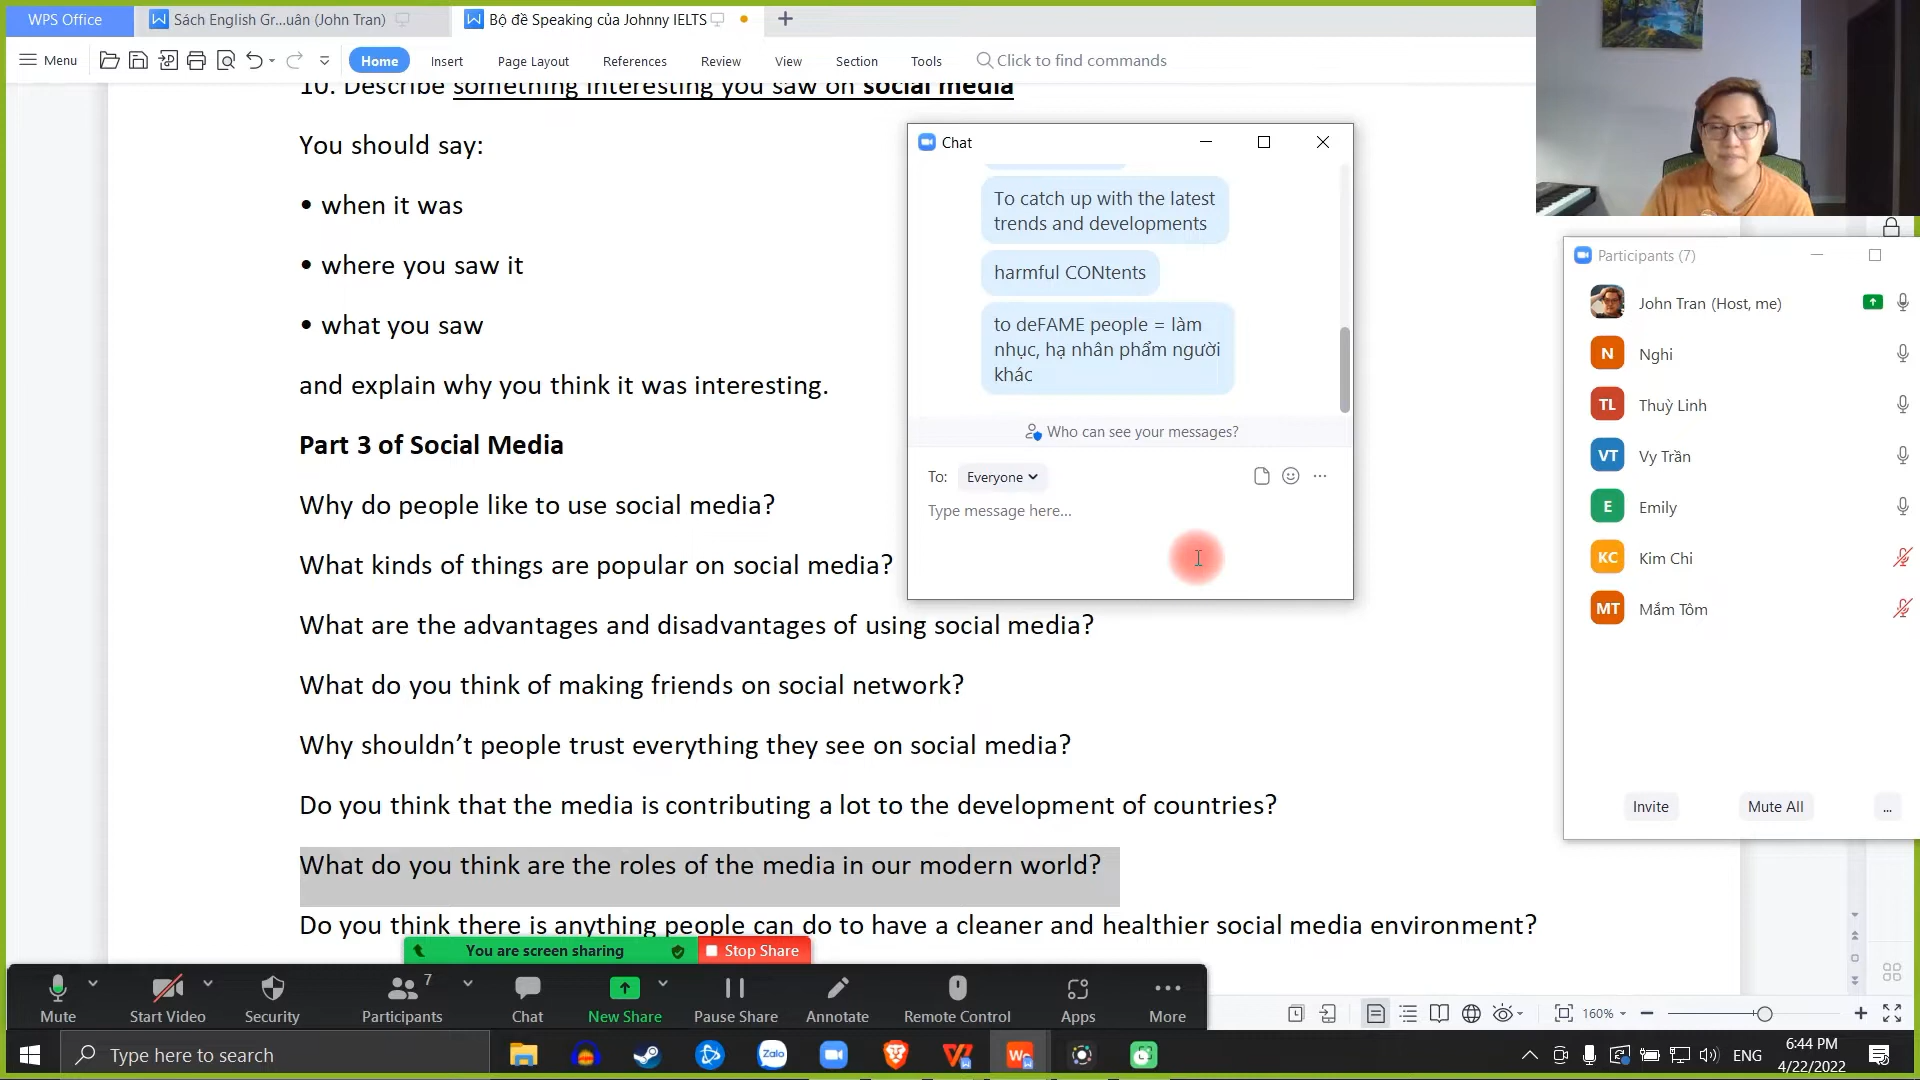 WPS Office
Sách English Gr...uân (John Tran)
Bộ đề Speaking của Johnny IELTS
Menu
Home
Insert
Page Layout
References
Review
View
Section
Tools
Click to find commands
10. Describe something interesting you saw on social media
You should say:
• when it was
• where you saw it
• what you saw
and explain why you think it was interesting.
Part 3 of Social Media
Why do people like to use social media?
What kinds of things are popular on social media?
What are the advantages and disadvantages of using social media?
What do you think of making friends on social network?
Why shouldn't people trust everything they see on social media?
Do you think that the media is contributing a lot to the development of countries?
What do you think are the roles of the media in our modern world?
Do you think there is anything people can do to have a cleaner and healthier social media environment?
Chat
To catch up with the latest
trends and developments
harmful CONtents
to deFAME people = làm
nhục, hạ nhân phẩm người
khác
Who can see your messages?
To: Everyone
Type message here...
Participants (7)
John Tran (Host, me)
N Nghi
TL Thuỳ Linh
VT Vy Trần
E Emily
KC Kim Chi
MT Mắm Tôm
Invite
Mute All
...
You are screen sharing
Stop Share
Mute
Start Video
Security
7
Participants
Chat
New Share
Pause Share
Annotate
Remote Control
Apps
More
160%
Type here to search
Zalo
ENG
6:44 PM
4/22/2022